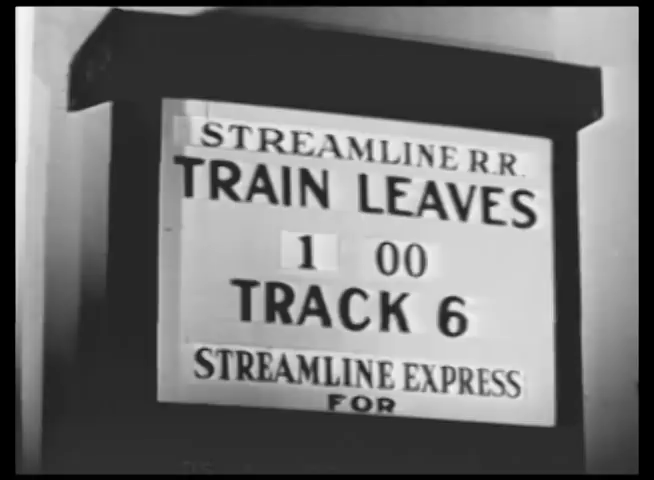 STREAMLINE R.R.
TRAIN LEAVES
1 00
TRACK 6
STREAMLINE EXPRESS
FOR